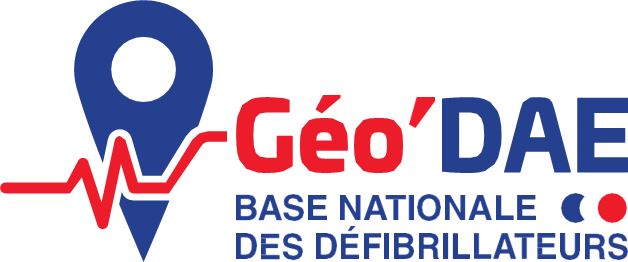 Géo'DAE
BASE NATIONALE
DES DÉFIBRILLATEURS